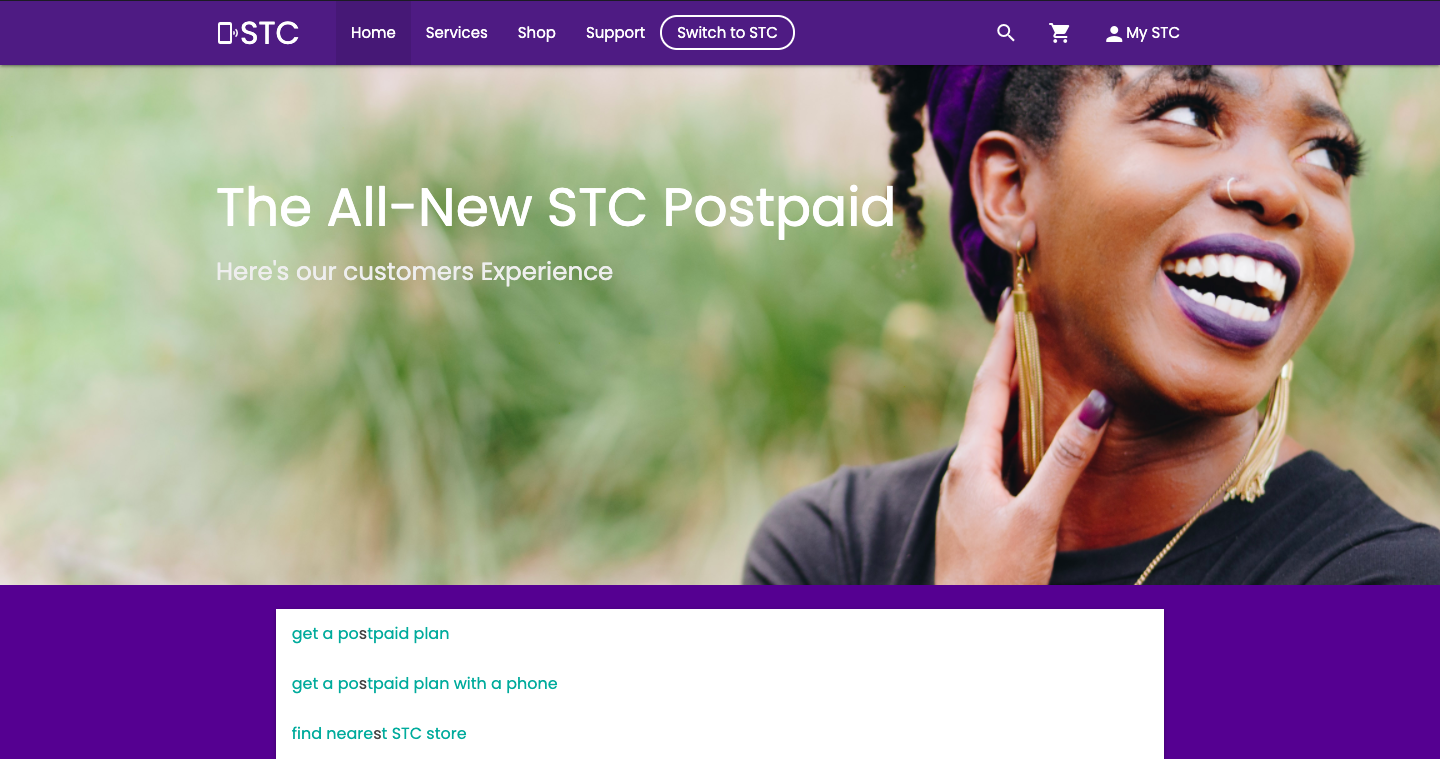 STC
Home
Services
Shop
Support
Switch to STC
My STC
The All-New STC Postpaid
Here's our customers Experience
get a postpaid plan
get a postpaid plan with a phone
find nearest STC store